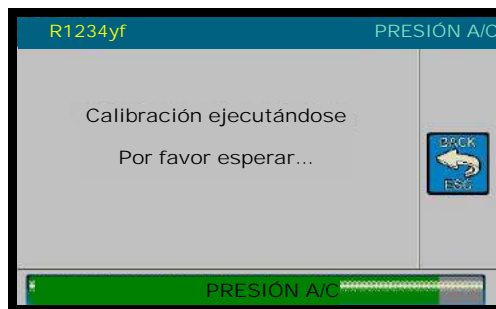 R1234yf PRESIÓN A/C
Calibración ejecutándose
Por favor esperar...
BACK
ESC
PRESIÓN A/C